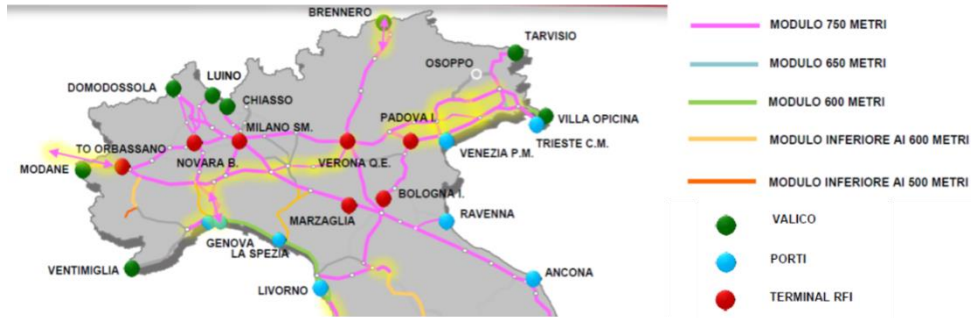 BRENNERO
TARVISIO
OSOPPO
LUINO
DOMODOSSOLA
CHIASSO
MILANO SM.
PADOVA I.
VILLA OPICINA
TRIESTE C.M.
TO ORBASSANO
NOVARA B.
VERONA Q.E.
VENEZIA P.M.
MODANE
BOLOGNA I.
MARZAGLIA
RAVENNA
GENOVA
LA SPEZIA
VENTIMIGLIA
LIVORNO
ANCONA
MODULO 750 METRI
MODULO 650 METRI
MODULO 600 METRI
MODULO INFERIORE AI 600 METRI
MODULO INFERIORE AI 500 METRI
VALICO
PORTI
TERMINAL RFI